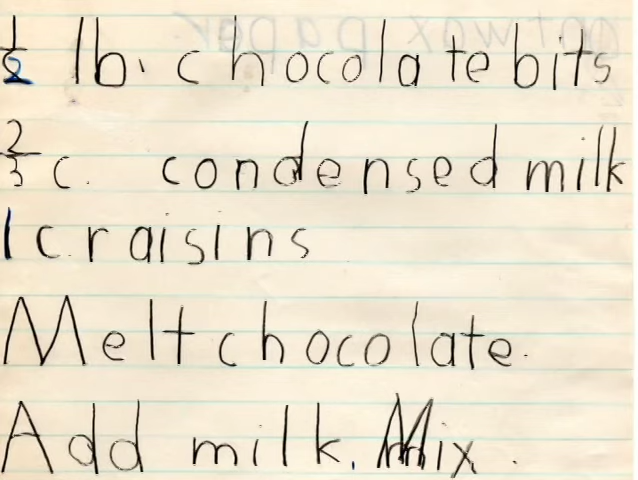 ½ lb. chocolate bits
⅔ c. condensed milk
1 c raisins
Melt chocolate.
Add milk. Mix.